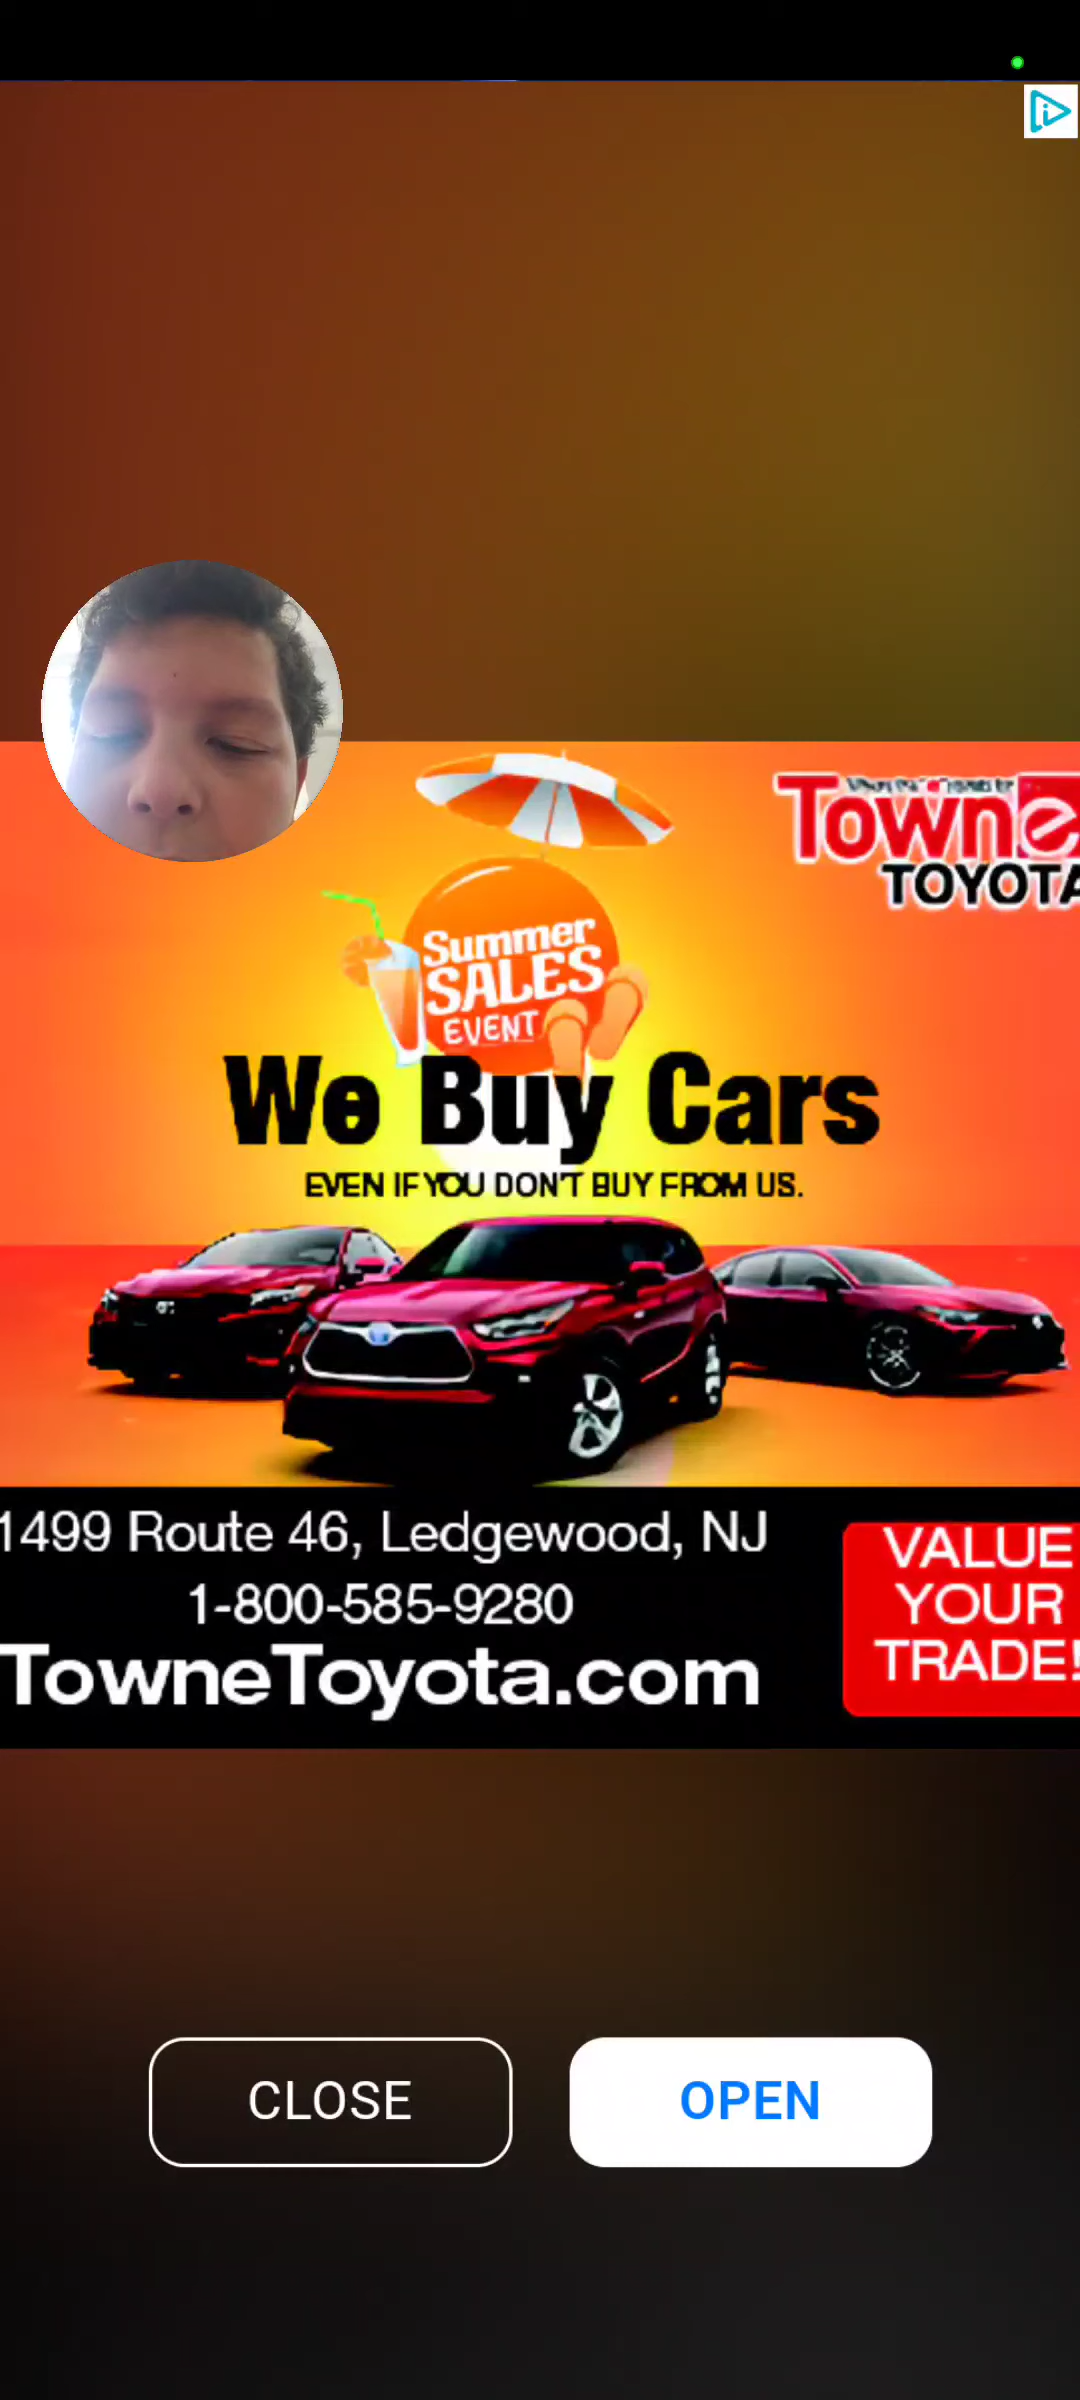 Towne
TOYOTA
Summer
SALES
EVENT
We Buy Cars
EVEN IF YOU DON'T BUY FROM US.
1499 Route 46, Ledgewood, NJ
1-800-585-9280
TowneToyota.com
VALUE
YOUR
TRADE!
CLOSE
OPEN